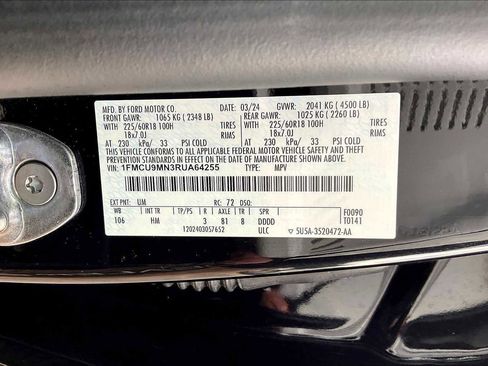 MFD. BY FORD MOTOR CO. 03/24 GVWR: 2041 KG ( 4500 LB)
FRONT GAWR: 1065 KG ( 2348 LB) REAR GAWR: 1025 KG ( 2260 LB)
WITH 225/60R18 100H TIRES WITH 225/60R18 100H TIRES
18x7.0J RIMS 18x7.0J RIMS
AT 230 kPa/ 33 PSI COLD AT 230 kPa/ 33 PSI COLD
THIS VEHICLE CONFORMS TO ALL APPLICABLE FEDERAL MOTOR VEHICLE SAFETY AND THEFT PREVENTION STANDARDS IN EFFECT ON THE DATE OF MANUFACTURE SHOWN ABOVE.
VIN: 1FMCU9MN3RUA64255 TYPE: MPV
EXT PNT: UM RC: 72 DSO:
WB INT TR TP/PS R AXLE TR SPR F0090
106 HM 3 81 8 DDDD T0141
1202403057652 ULC ▽ 5U5A-3520472-AA